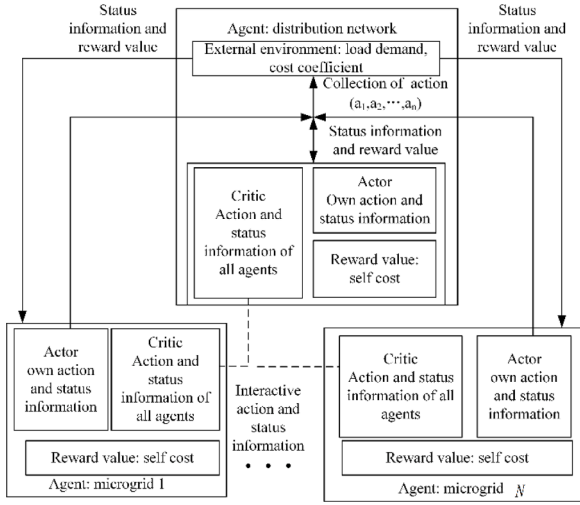 Status
information and
reward value
Agent: distribution network
External environment: load demand,
cost coefficient
Status
information
and reward
value
Collection of action
(a₁,a₂,⋯,aₙ)
Status information
and reward value
Critic
Action and
status
information of
all agents
Actor
Own action and
status information
Reward value:
self cost
Actor
own action
and status
information
Critic
Action and
status
information of
all agents
Reward value: self cost
Agent: microgrid 1
Interactive
action and
status
information
• • •
Critic
Action and status
information of all
agents
Actor
own action
and status
information
Reward value: self cost
Agent: microgrid N